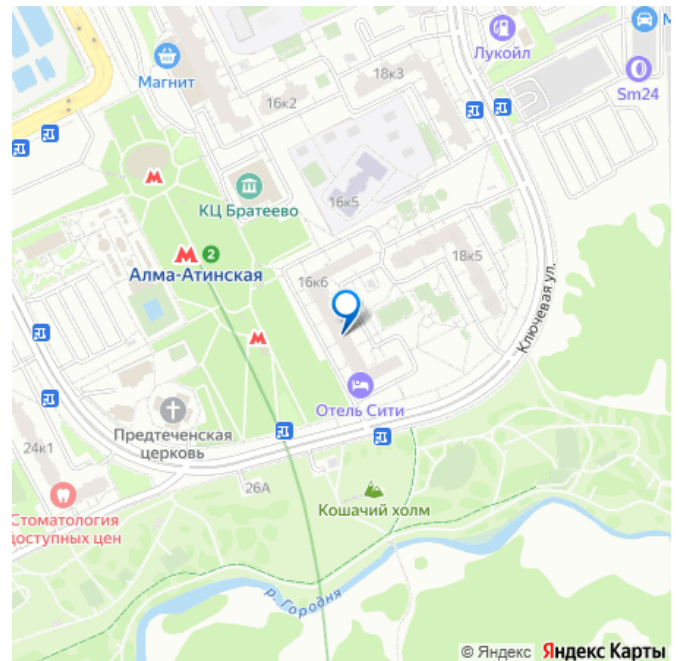 М
Лукойл
18к3
Магнит
16к2
Sm24
16к5
КЦ Братеево
М
18к5
М 2
Алма-Атинская
16к6
Ключевая ул.
М
Отель Сити
Предтеченская
церковь
24к1
26А
Стоматология
доступных цен
Кошачий холм
р. Городня
© Яндекс Яндекс Карты